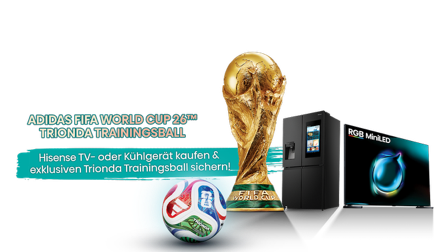 ADIDAS FIFA WORLD CUP 26™
TRIONDA TRAININGSBALL
Hisense TV- oder Kühlgerät kaufen &
exklusiven Trionda Trainingsball sichern!
FIFA
WORLD CUP
RGB MiniLED